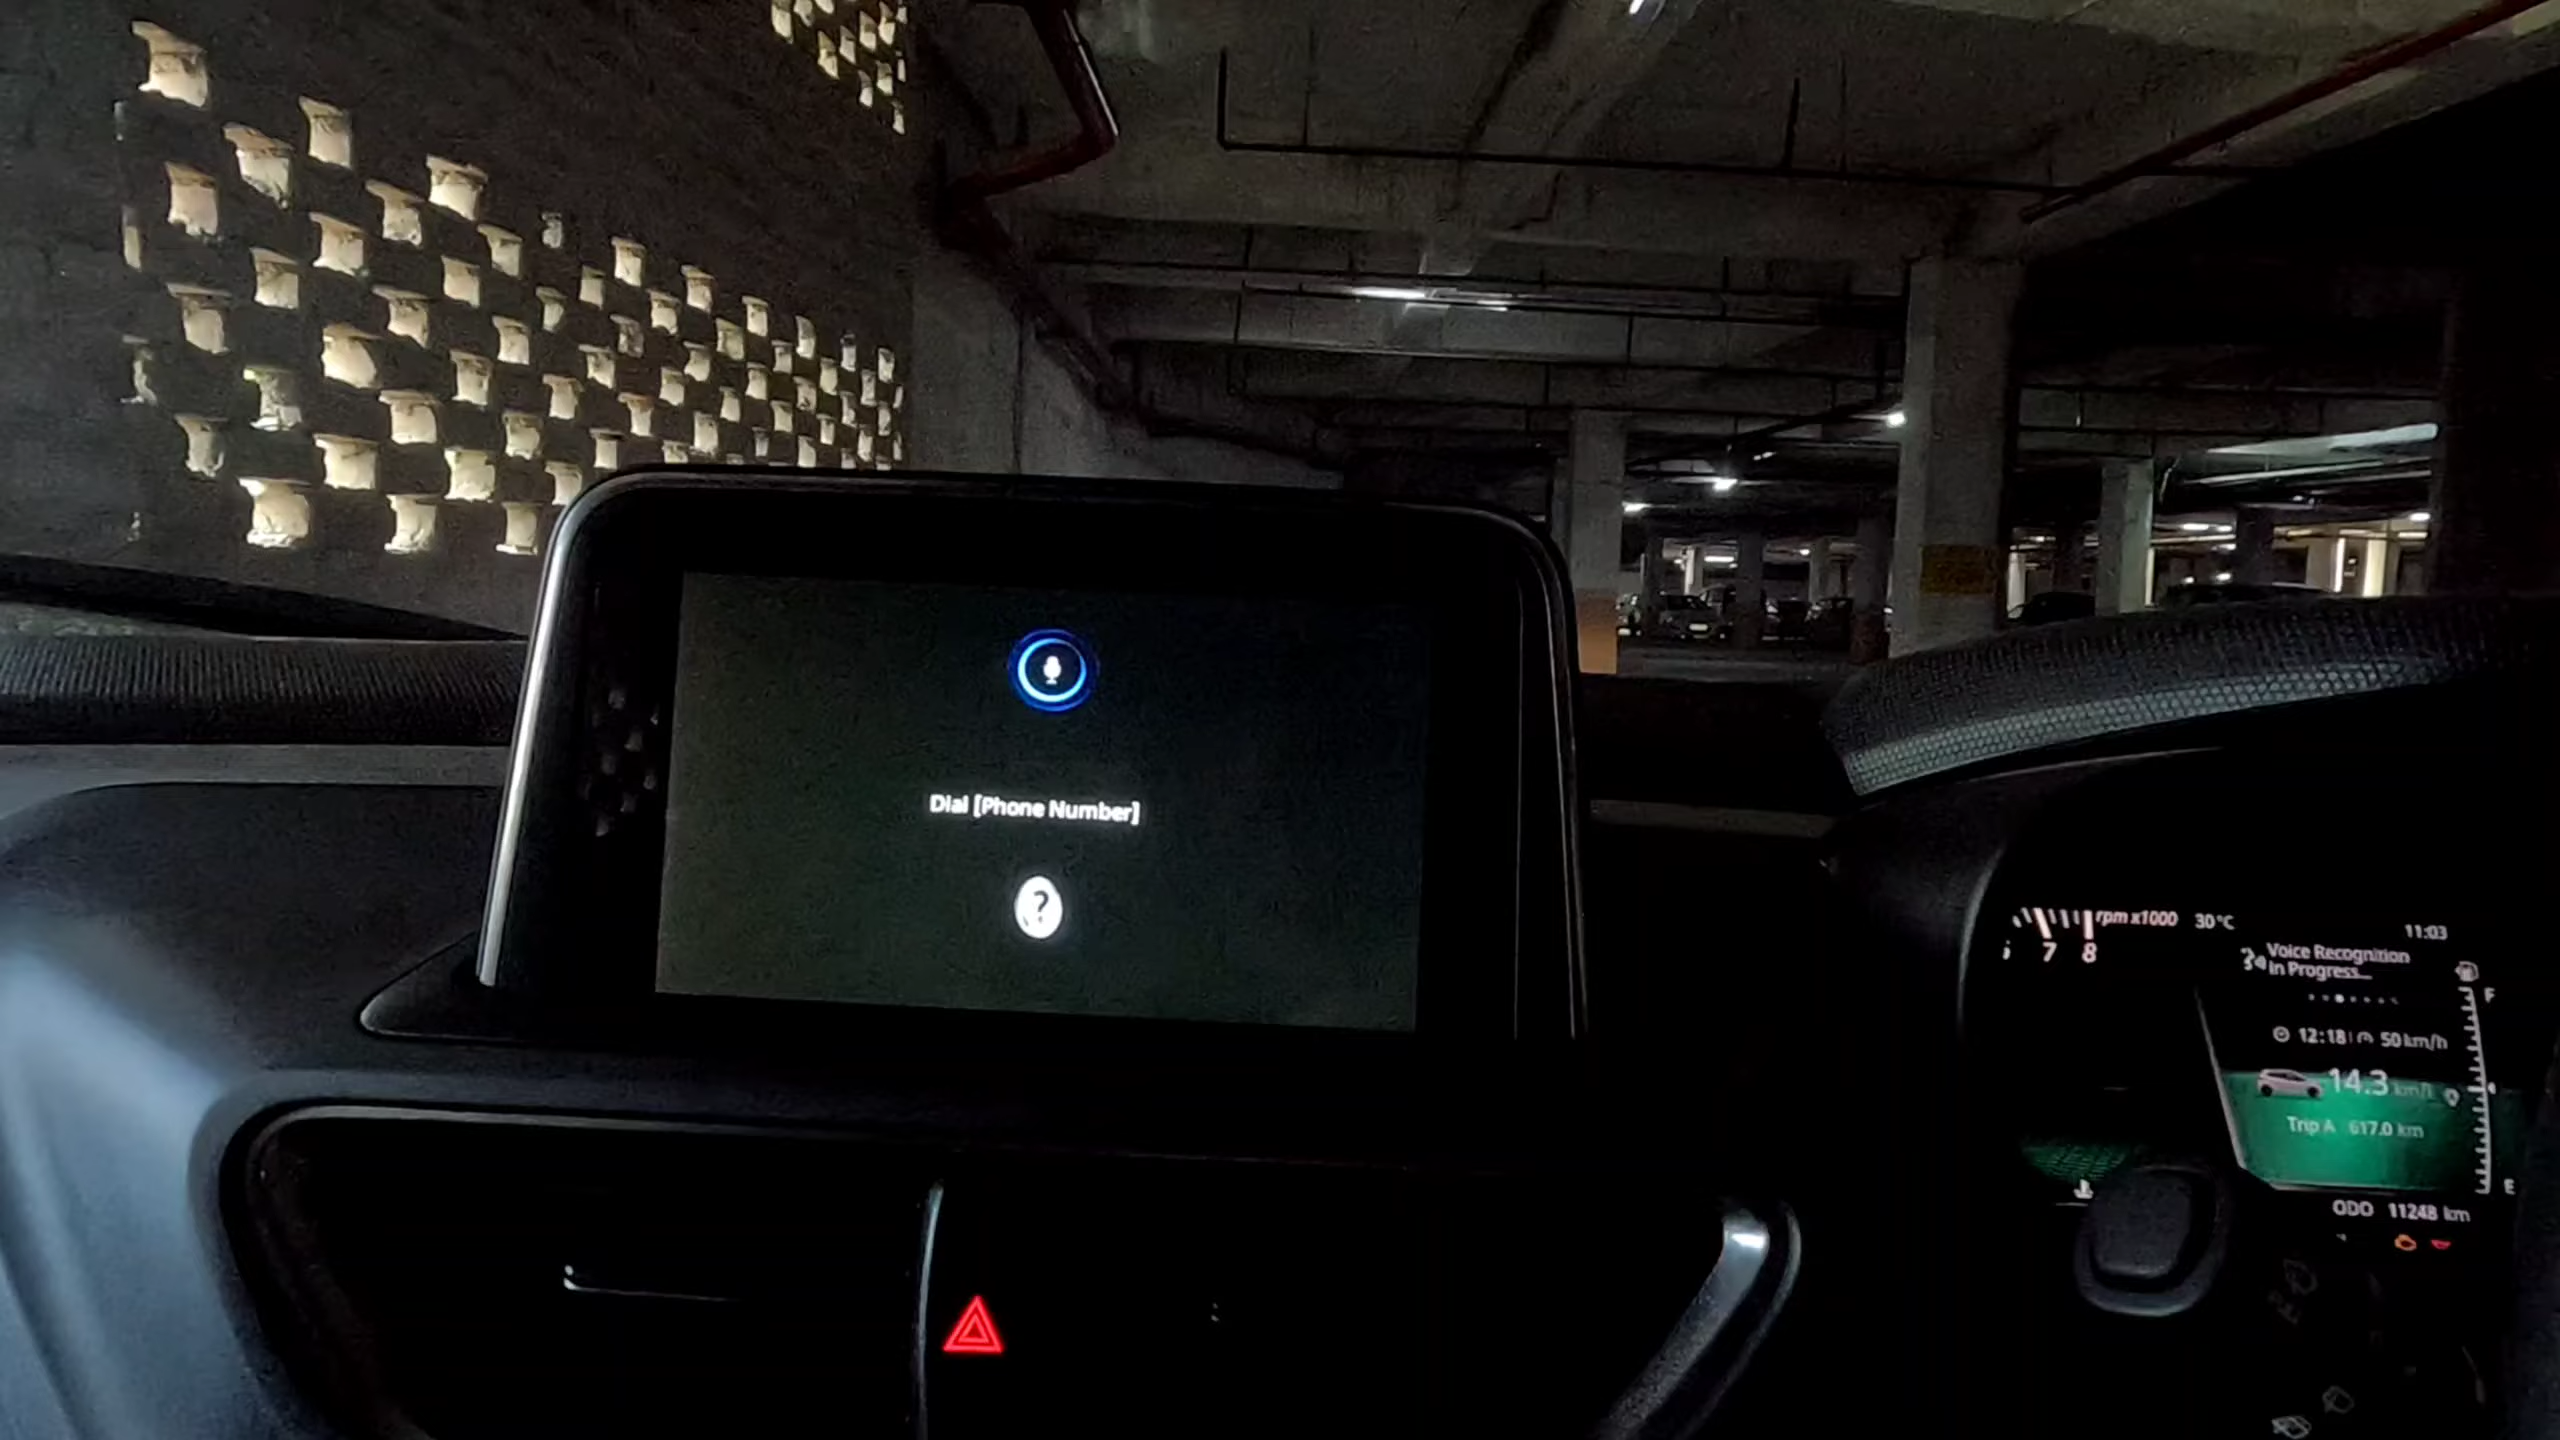 Dial [Phone Number]
?
rpm x1000 30°C 11:03
7 8
Voice Recognition
in Progress...
12:18 50 km/h
14.3 km/l
Trip A 617.0 km
F
E
ODO 11248 km